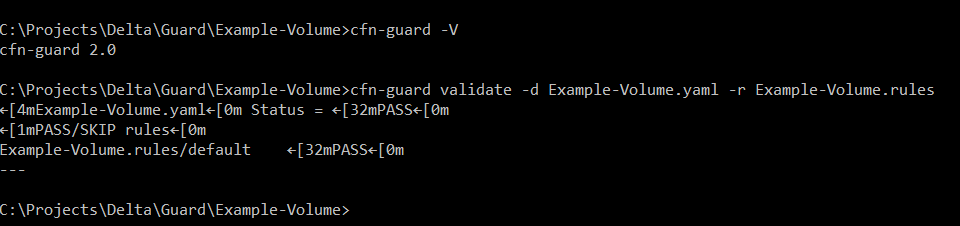 C:\Projects\Delta\Guard\Example-Volume>cfn-guard -V
cfn-guard 2.0
C:\Projects\Delta\Guard\Example-Volume>cfn-guard validate -d Example-Volume.yaml -r Example-Volume.rules
←[4mExample-Volume.yaml←[0m Status = ←[32mPASS←[0m
←[1mPASS/SKIP rules←[0m
Example-Volume.rules/default    ←[32mPASS←[0m
---
C:\Projects\Delta\Guard\Example-Volume>